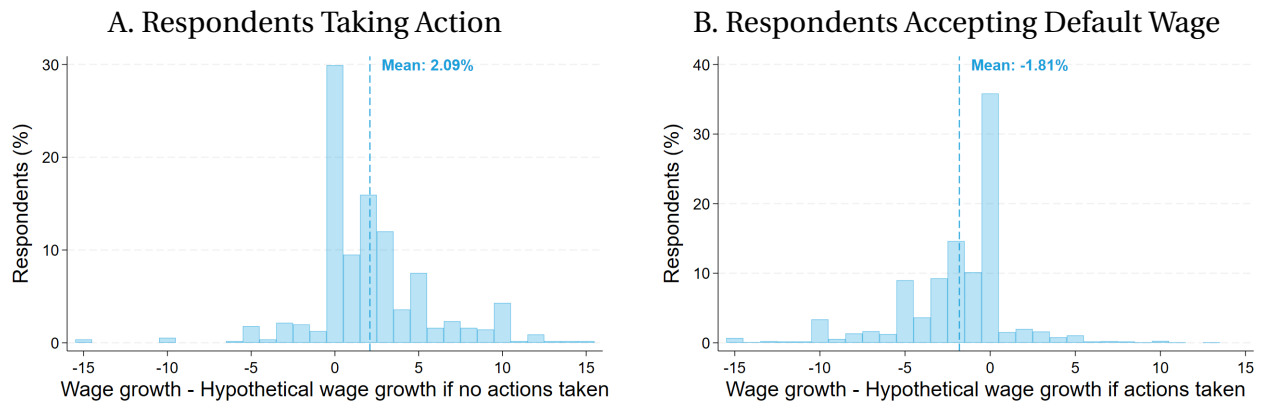 A. Respondents Taking Action
Mean: 2.09%
Respondents (%)
30
20
10
0
-15
-10
-5
0
5
10
15
Wage growth - Hypothetical wage growth if no actions taken
B. Respondents Accepting Default Wage
Mean: -1.81%
Respondents (%)
40
30
20
10
0
-15
-10
-5
0
5
10
15
Wage growth - Hypothetical wage growth if actions taken